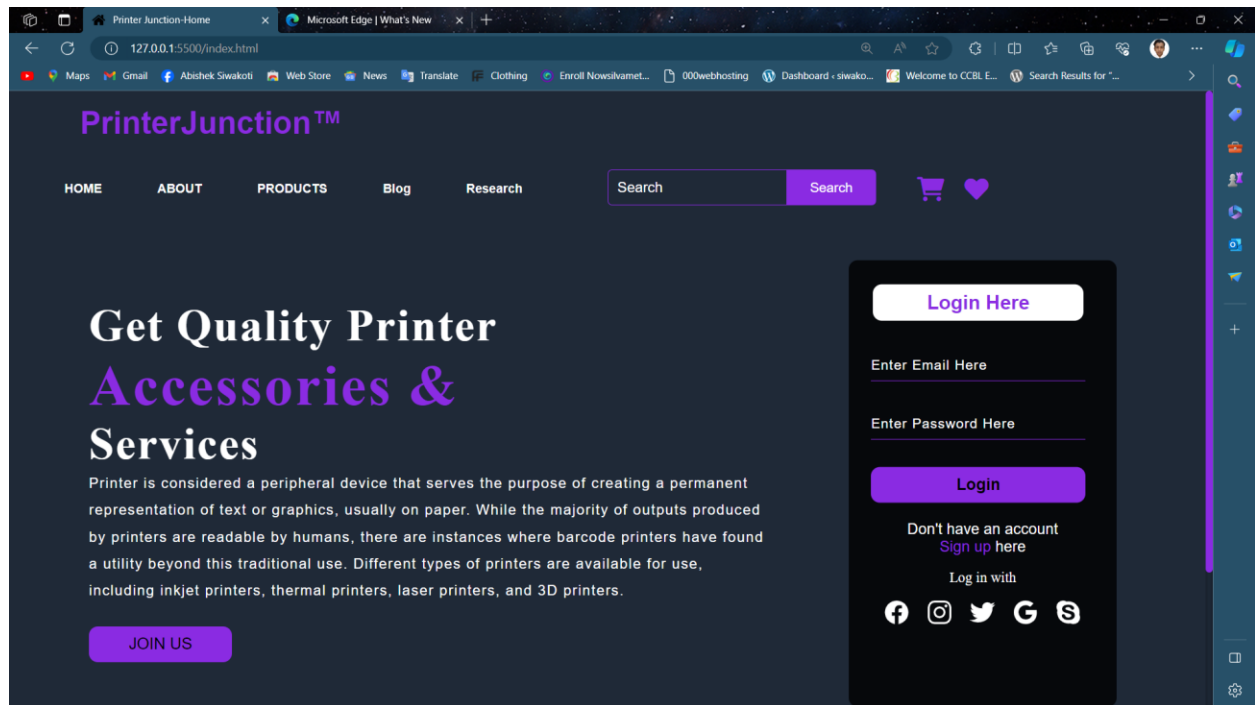 Printer Junction-Home
Microsoft Edge | What's New
127.0.0.1:5500/index.html
Maps Gmail Abishek Siwakoti Web Store News Translate Clothing Enroll Nowsilvamet... 000webhosting Dashboard ‹ siwako... Welcome to CCBL E... Search Results for "...
PrinterJunction™
HOME ABOUT PRODUCTS Blog Research Search Search
Get Quality Printer
Accessories &
Services
Printer is considered a peripheral device that serves the purpose of creating a permanent
representation of text or graphics, usually on paper. While the majority of outputs produced
by printers are readable by humans, there are instances where barcode printers have found
a utility beyond this traditional use. Different types of printers are available for use,
including inkjet printers, thermal printers, laser printers, and 3D printers.
JOIN US
Login Here
Enter Email Here
Enter Password Here
Login
Don't have an account
Sign up here
Log in with